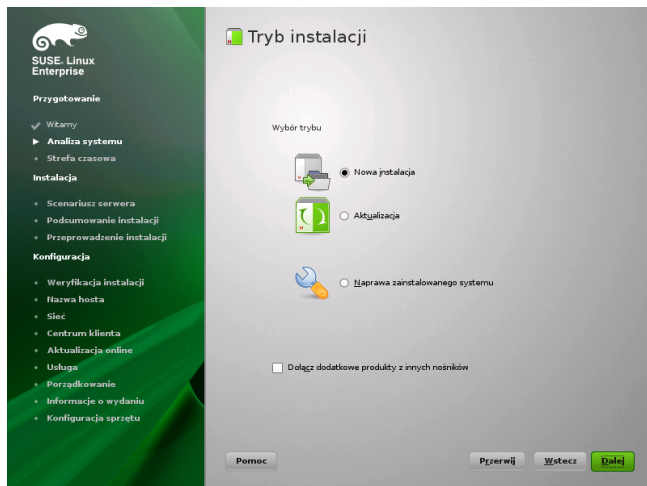 SUSE. Linux
Enterprise
Przygotowanie
Witamy
Analiza systemu
Strefa czasowa
Instalacja
Scenariusz serwera
Podsumowanie instalacji
Przeprowadzenie instalacji
Konfiguracja
Weryfikacja instalacji
Nazwa hosta
Sieć
Centrum klienta
Aktualizacja online
Usługa
Porządkowanie
Informacje o wydaniu
Konfiguracja sprzętu
Tryb instalacji
Wybór trybu
Nowa instalacja
Aktualizacja
Naprawa zainstalowanego systemu
Dołącz dodatkowe produkty z innych nośników
Pomoc
Przerwij
Wstecz
Dalej